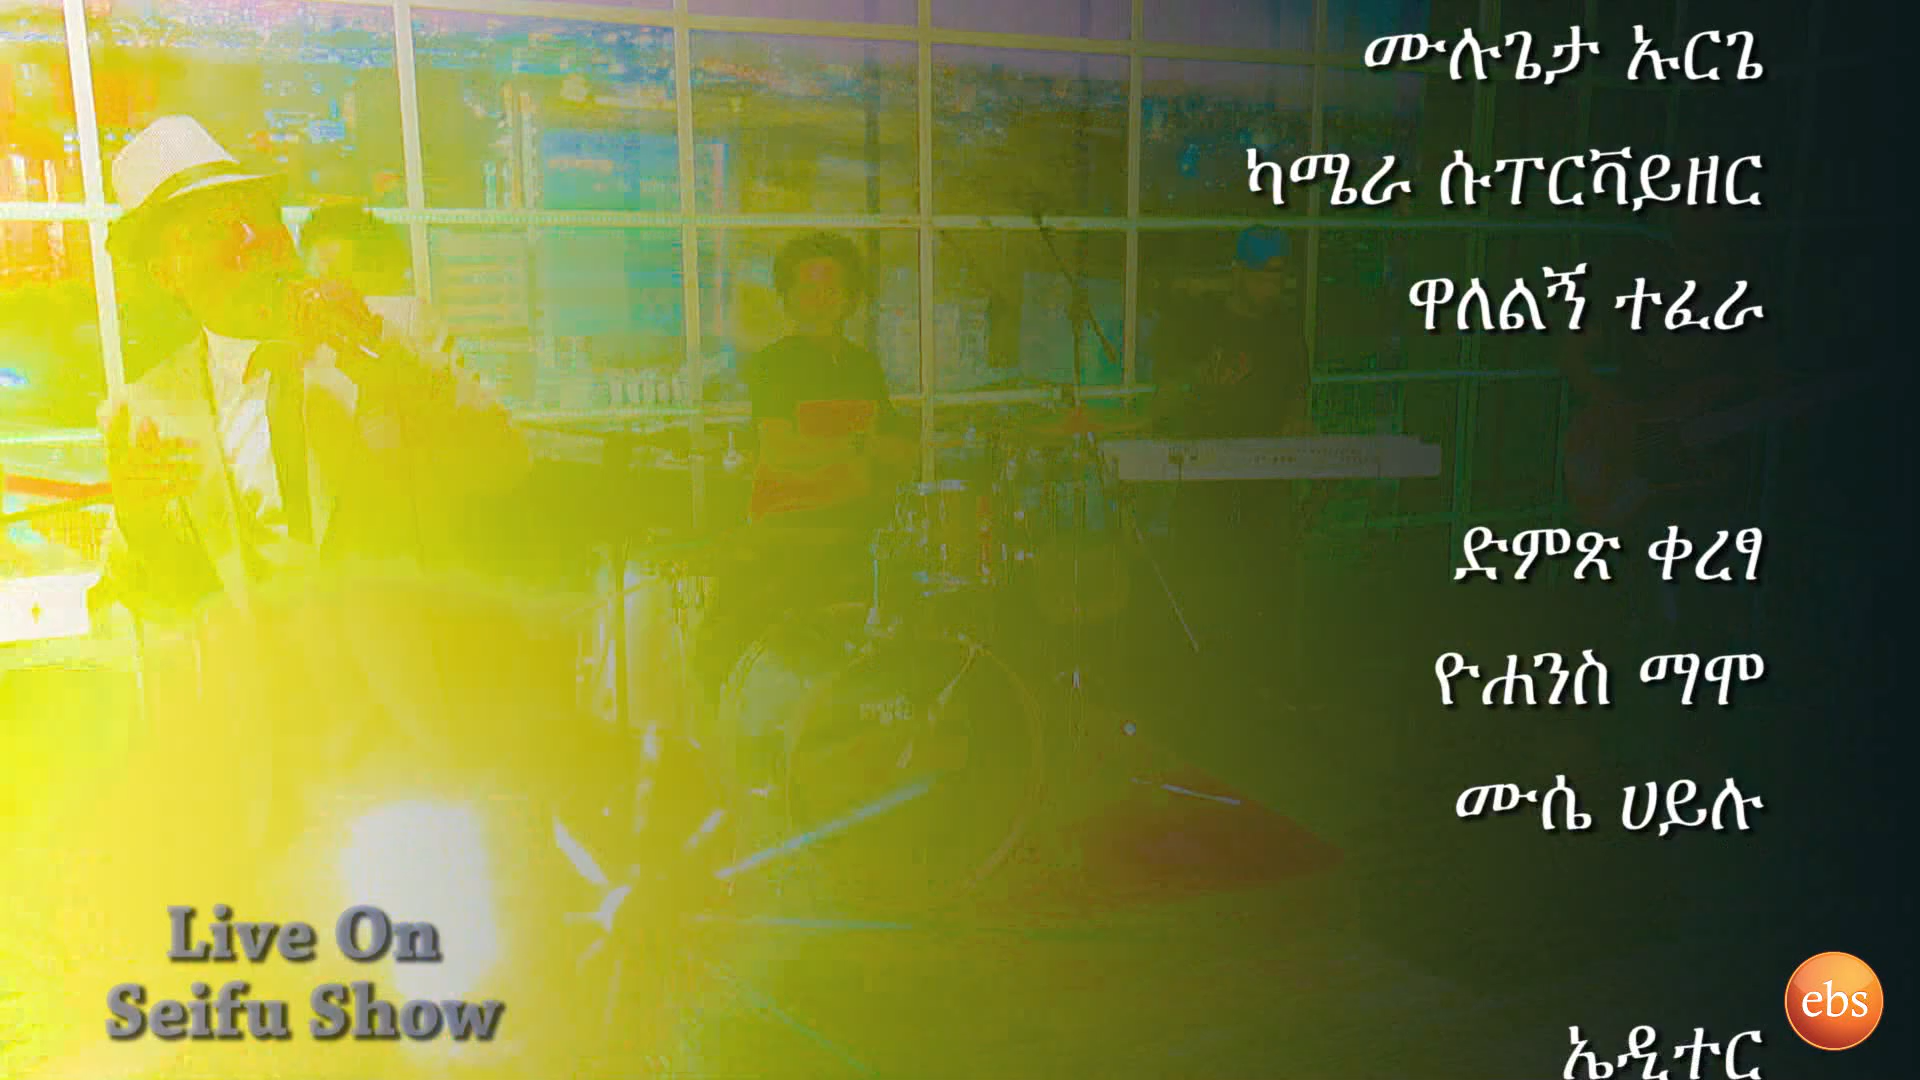 ሙሉጌታ ኡርጌ
ካሜራ ሱፐርቫይዘር
ዋለልኝ ተፈራ
ድምጽ ቀረፃ
ዮሐንስ ማሞ
ሙሴ ሀይሉ
ኤዲተር
Live On
Seifu Show
ebs